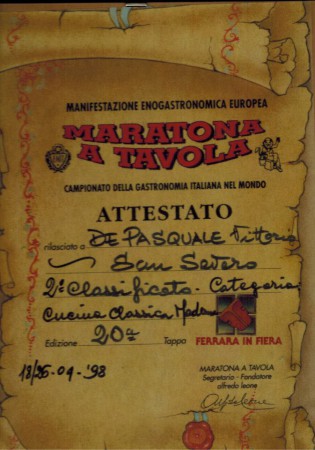 MANIFESTAZIONE ENOGASTRONOMICA EUROPEA
MARATONA
A TAVOLA
CAMPIONATO DELLA GASTRONOMIA ITALIANA NEL MONDO
ATTESTATO
rilasciato a DE PASQUALE Vittorio
San Severo
2° Classificato - Categoria
Cucina Classica Moderna
Edizione 20a Tappa FERRARA IN FIERA
18/25-04-'98
MARATONA A TAVOLA
Segretario - Fondatore
alfredo leone